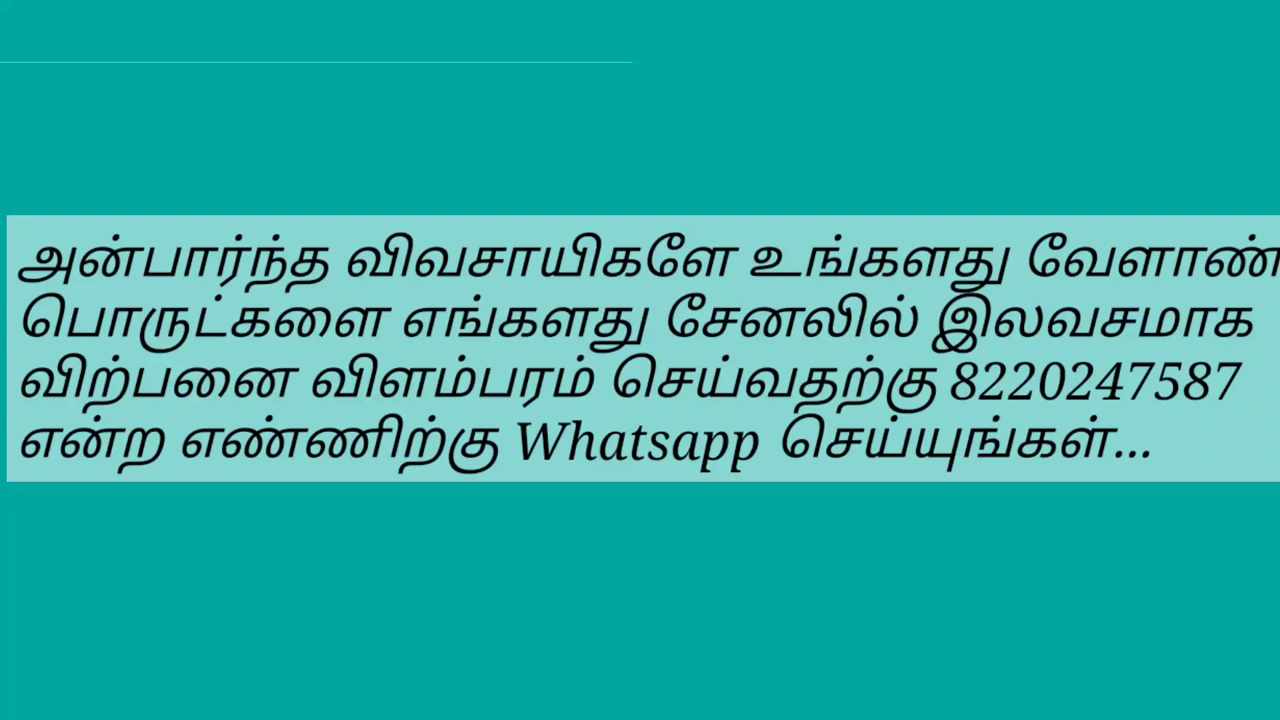 அன்பார்ந்த விவசாயிகளே உங்களது வேளாண்
பொருட்களை எங்களது சேனலில் இலவசமாக
விற்பனை விளம்பரம் செய்வதற்கு 8220247587
என்ற எண்ணிற்கு Whatsapp செய்யுங்கள்...